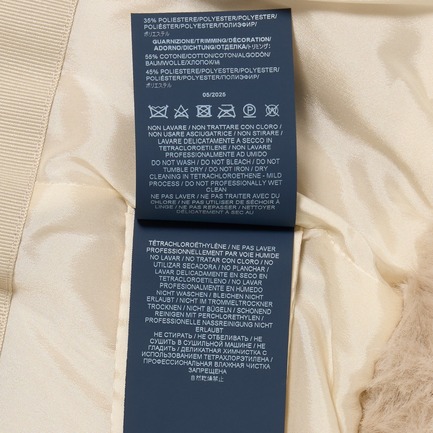 35% POLIESTERE/POLYESTER/POLYESTER/
POLIÉSTER/POLYESTER/ПОЛИЭФИР/
ポリエステル
GUARNIZIONE/TRIMMING/DÉCORATION/
ADORNO/DICHTUNG/ОТДЕЛКА/トリミング:
55% COTONE/COTTON/COTON/ALGODÓN/
BAUMWOLLE/ХЛОПОК/綿
45% POLIESTERE/POLYESTER/POLYESTER/
POLIÉSTER/POLYESTER/ПОЛИЭФИР/
ポリエステル
05/2025
NON LAVARE / NON TRATTARE CON CLORO /
NON USARE ASCIUGATRICE / NON STIRARE /
LAVARE DELICATAMENTE A SECCO IN
TETRACLOROETILENE / NON LAVARE
PROFESSIONALMENTE AD UMIDO
DO NOT WASH / DO NOT BLEACH / DO NOT
TUMBLE DRY / DO NOT IRON / DRY
CLEANING IN TETRACHLOROETHENE - MILD
PROCESS / DO NOT PROFESSIONALLY WET
CLEAN
NE PAS LAVER / NE PAS TRAITER AVEC DU
CHLORE / NE PAS UTILISER DE SÉCHOIR À
LINGE / NE PAS REPASSER / NETTOYER
DÉLICATEMENT À SEC AU
TÉTRACHLOROÉTHYLÈNE / NE PAS LAVER
PROFESSIONNELLEMENT PAR VOIE HUMIDE
NO LAVAR / NO TRATAR CON CLORO / NO
UTILIZAR SECADORA / NO PLANCHAR /
LAVAR DELICADAMENTE EN SECO EN
TETRACLOROETILENO / NO LAVAR
PROFESIONALMENTE EN HÚMEDO
NICHT WASCHEN / BLEICHEN NICHT
ERLAUBT / NICHT IM TROMMELTROCKNER
TROCKNEN / NICHT BÜGELN / SCHONEND
REINIGEN MIT PERCHLORETHYLEN /
PROFESSIONELLE NASSREINIGUNG NICHT
ERLAUBT
НЕ СТИРАТЬ / НЕ ОТБЕЛИВАТЬ / НЕ
СУШИТЬ В СУШИЛЬНОЙ МАШИНЕ / НЕ
ГЛАДИТЬ / ДЕЛИКАТНАЯ ХИМЧИСТКА С
ИСПОЛЬЗОВАНИЕМ ТЕТРАХЛОРЭТИЛЕНА /
ПРОФЕССИОНАЛЬНАЯ ВЛАЖНАЯ ЧИСТКА
ЗАПРЕЩЕНА